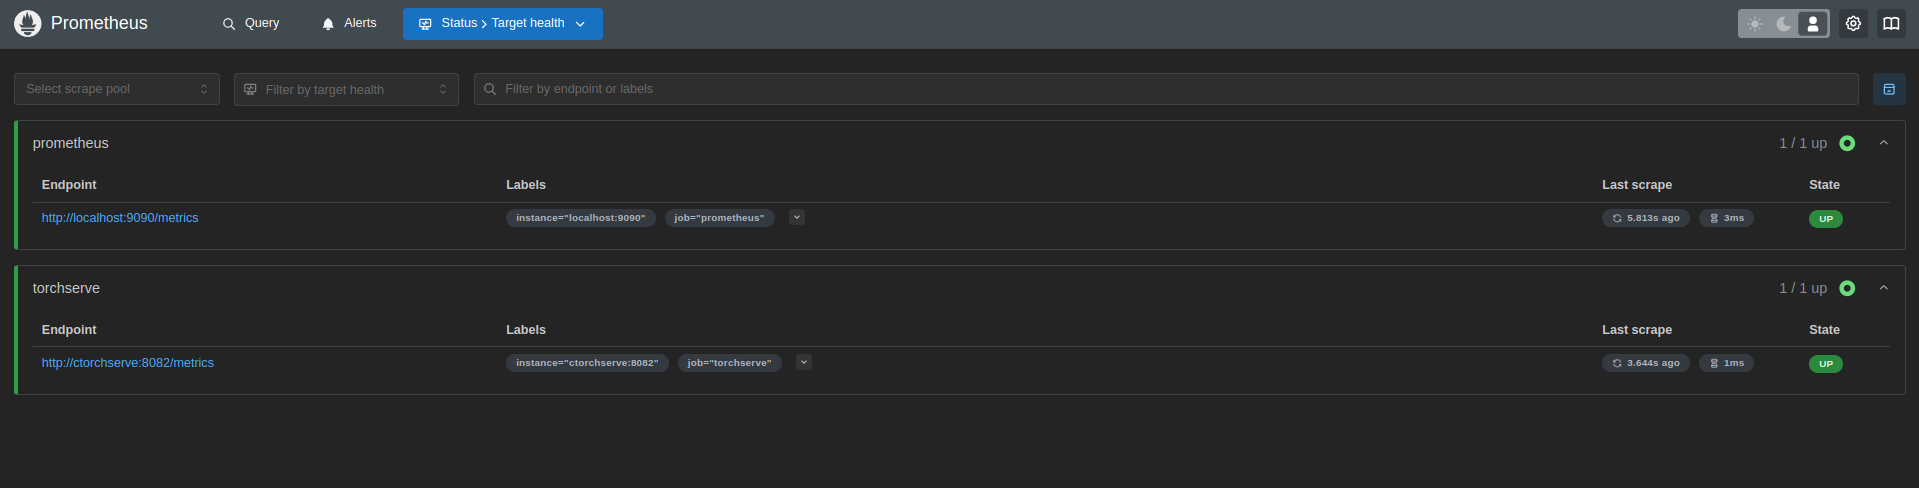 Prometheus Query Alerts Status > Target health
Select scrape pool Filter by target health Filter by endpoint or labels
prometheus 1 / 1 up
Endpoint Labels Last scrape State
http://localhost:9090/metrics instance="localhost:9090" job="prometheus" 5.813s ago 3ms UP
torchserve 1 / 1 up
Endpoint Labels Last scrape State
http://ctorchserve:8082/metrics instance="ctorchserve:8082" job="torchserve" 3.644s ago 1ms UP